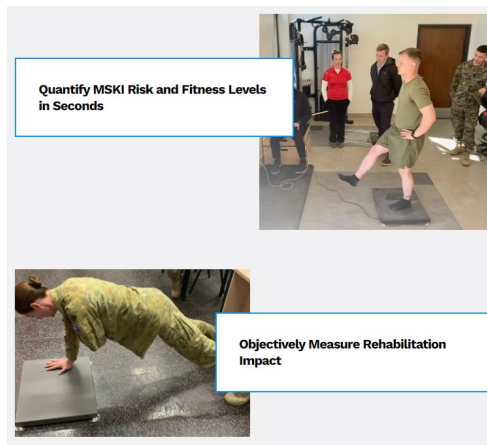 Quantify MSKI Risk and Fitness Levels
in Seconds
Objectively Measure Rehabilitation
Impact